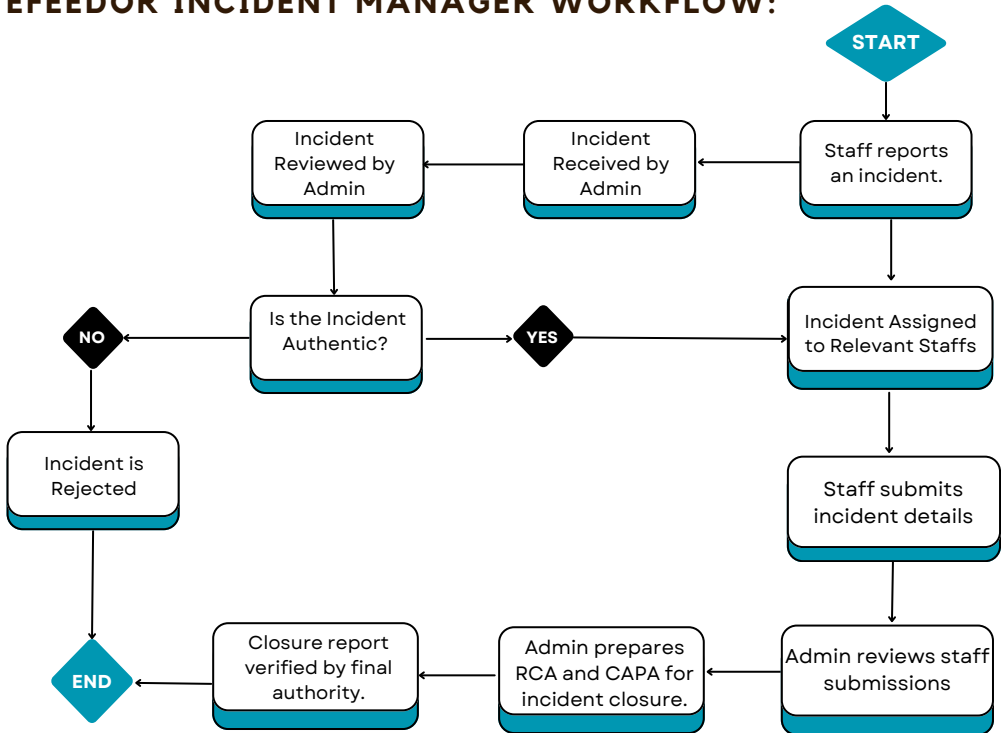 EFEEDOR INCIDENT MANAGER WORKFLOW:
START
Staff reports
an incident.
Incident
Received by
Admin
Incident
Reviewed by
Admin
Is the Incident
Authentic?
NO
YES
Incident Assigned
to Relevant Staffs
Incident is
Rejected
Staff submits
incident details
Admin reviews staff
submissions
Admin prepares
RCA and CAPA for
incident closure.
Closure report
verified by final
authority.
END